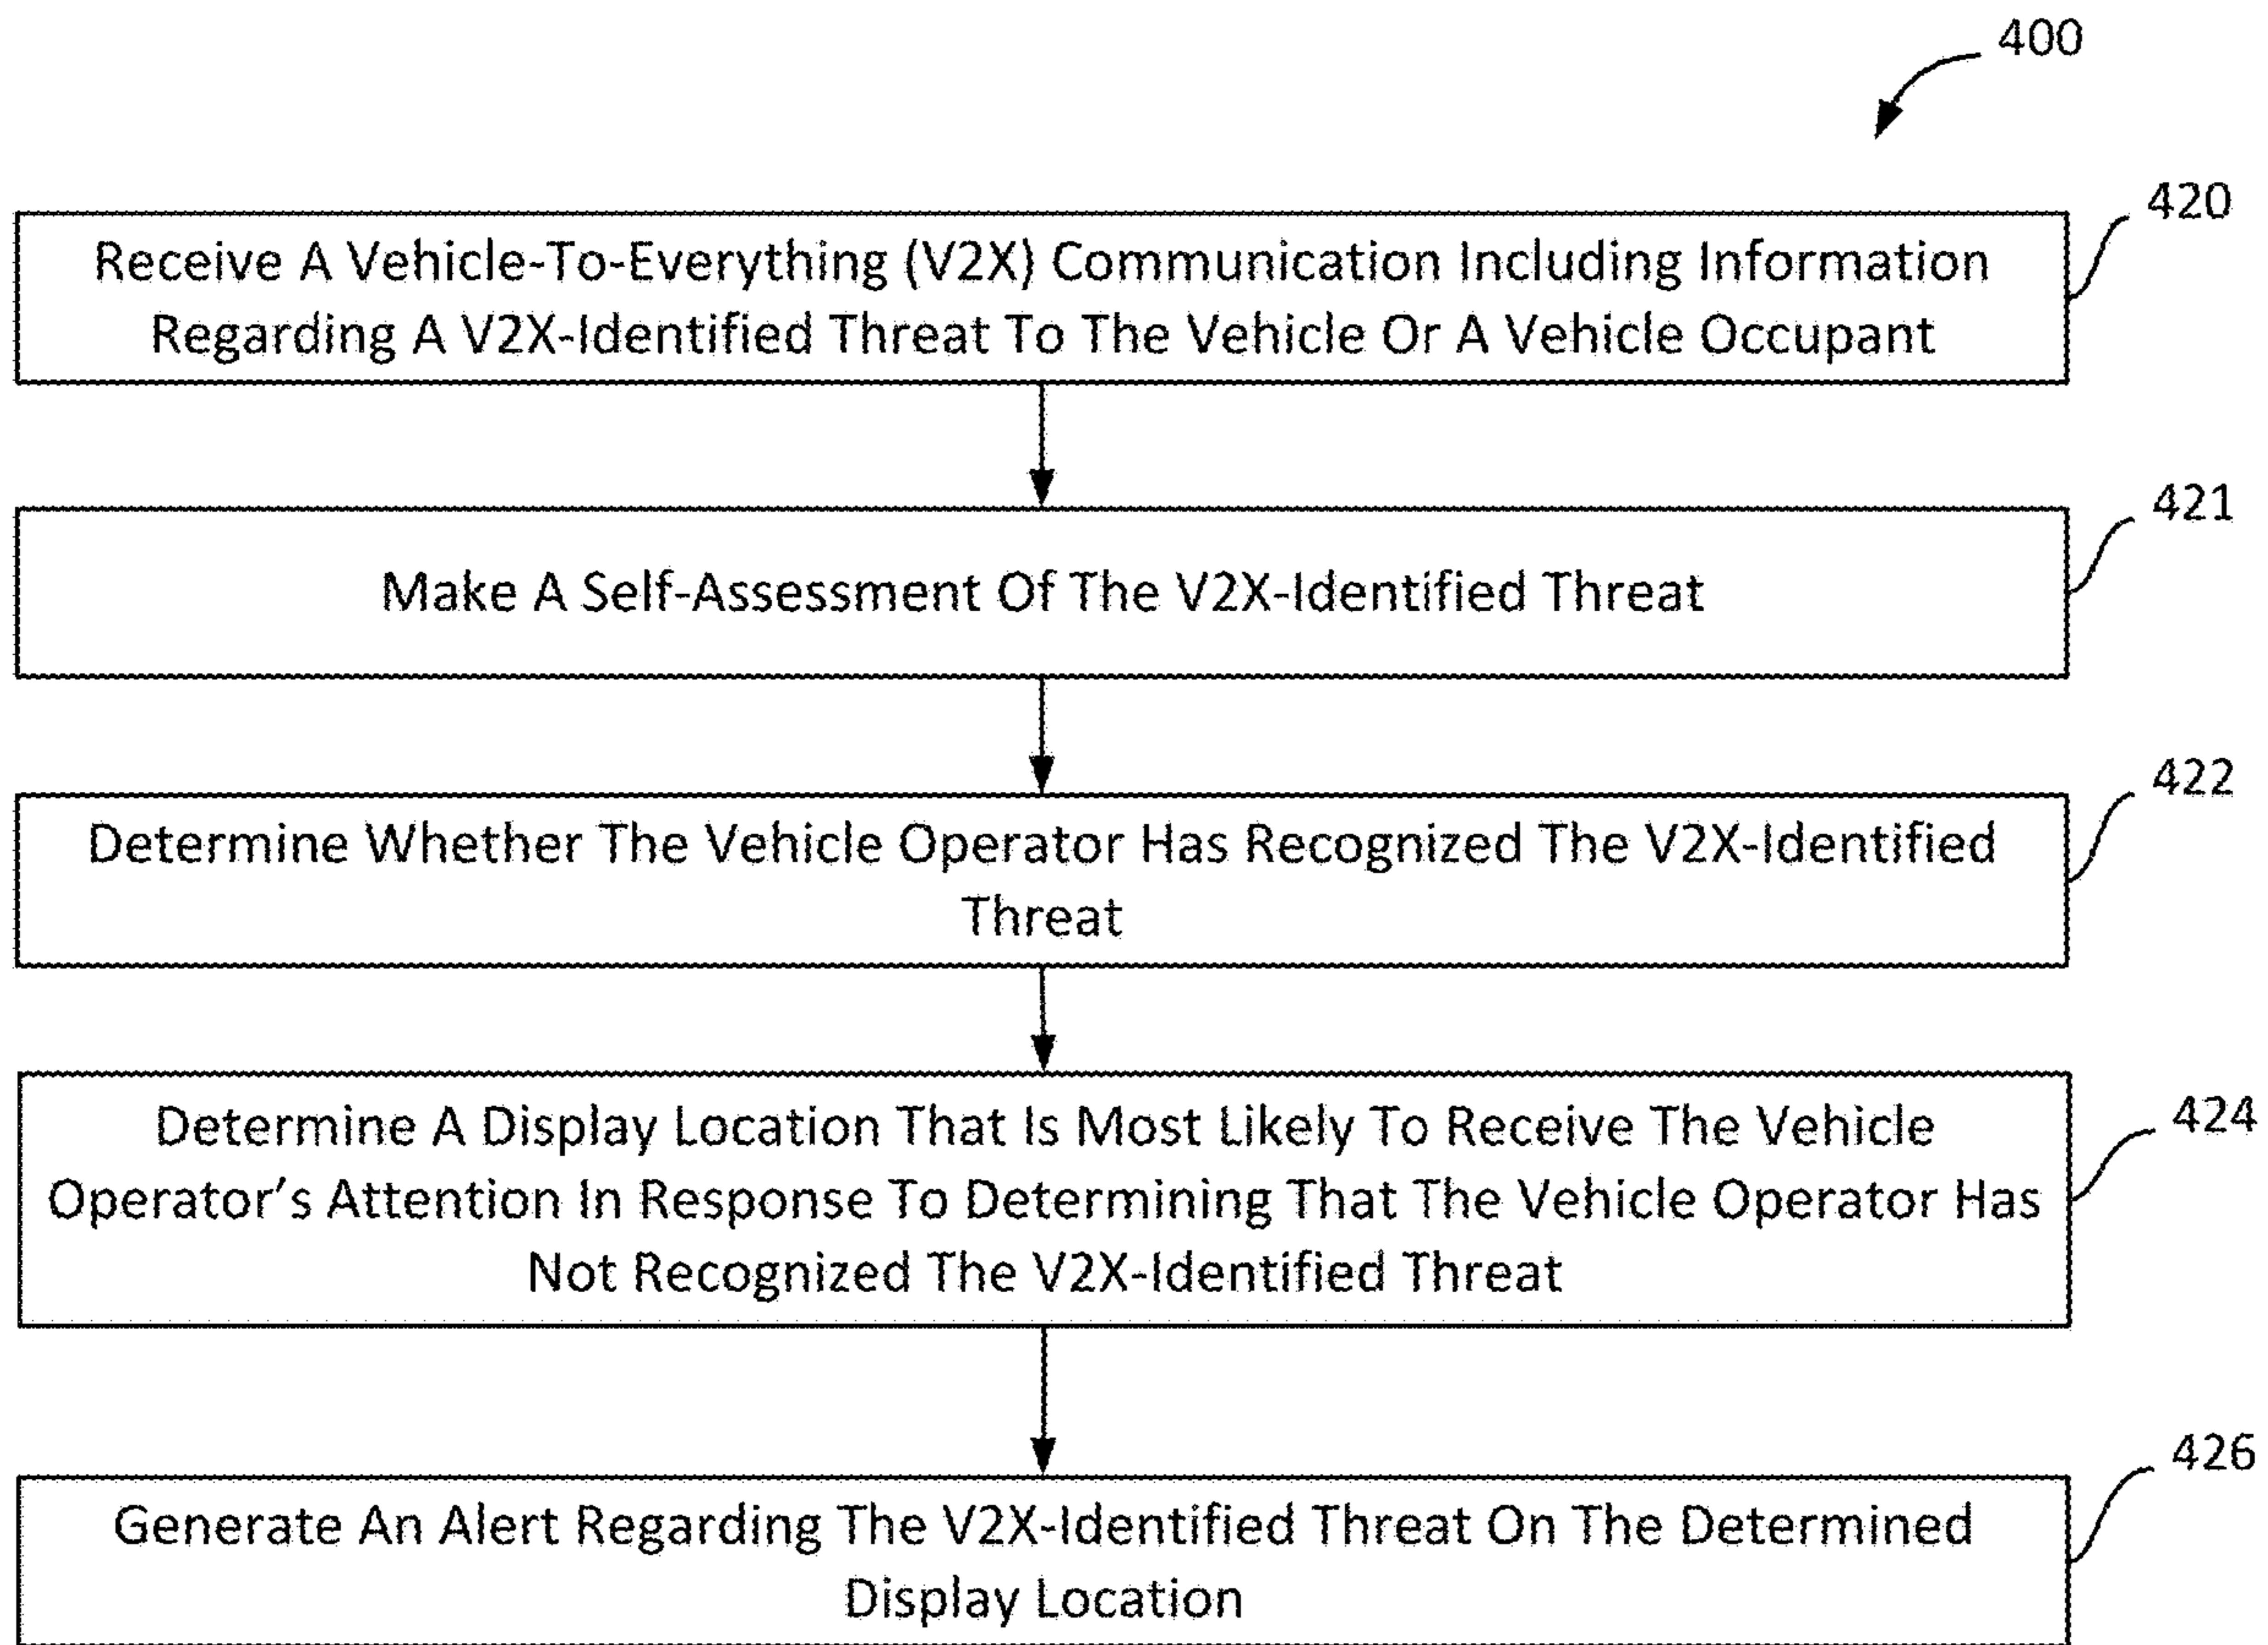 400
420
Receive A Vehicle-To-Everything (V2X) Communication Including Information
Regarding A V2X-Identified Threat To The Vehicle Or A Vehicle Occupant
421
Make A Self-Assessment Of The V2X-Identified Threat
422
Determine Whether The Vehicle Operator Has Recognized The V2X-Identified
Threat
424
Determine A Display Location That Is Most Likely To Receive The Vehicle
Operator's Attention In Response To Determining That The Vehicle Operator Has
Not Recognized The V2X-Identified Threat
426
Generate An Alert Regarding The V2X-Identified Threat On The Determined
Display Location